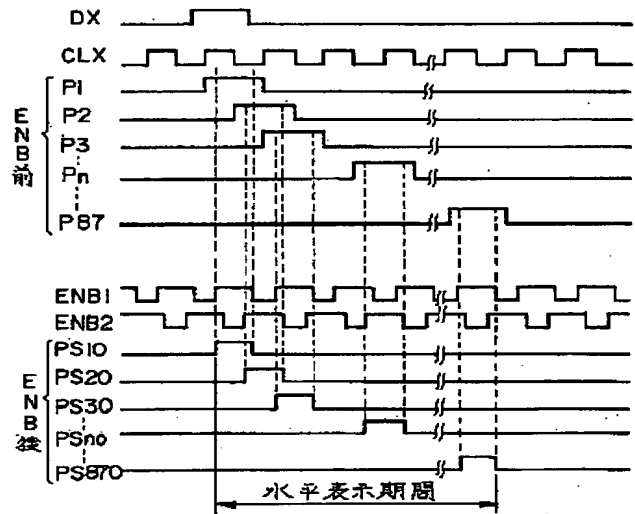 DX
CLX
P1
P2
P3
Pn
P87
ENB前
ENB1
ENB2
PS10
PS20
PS30
PSno
PS870
ENB後
水平表示期間